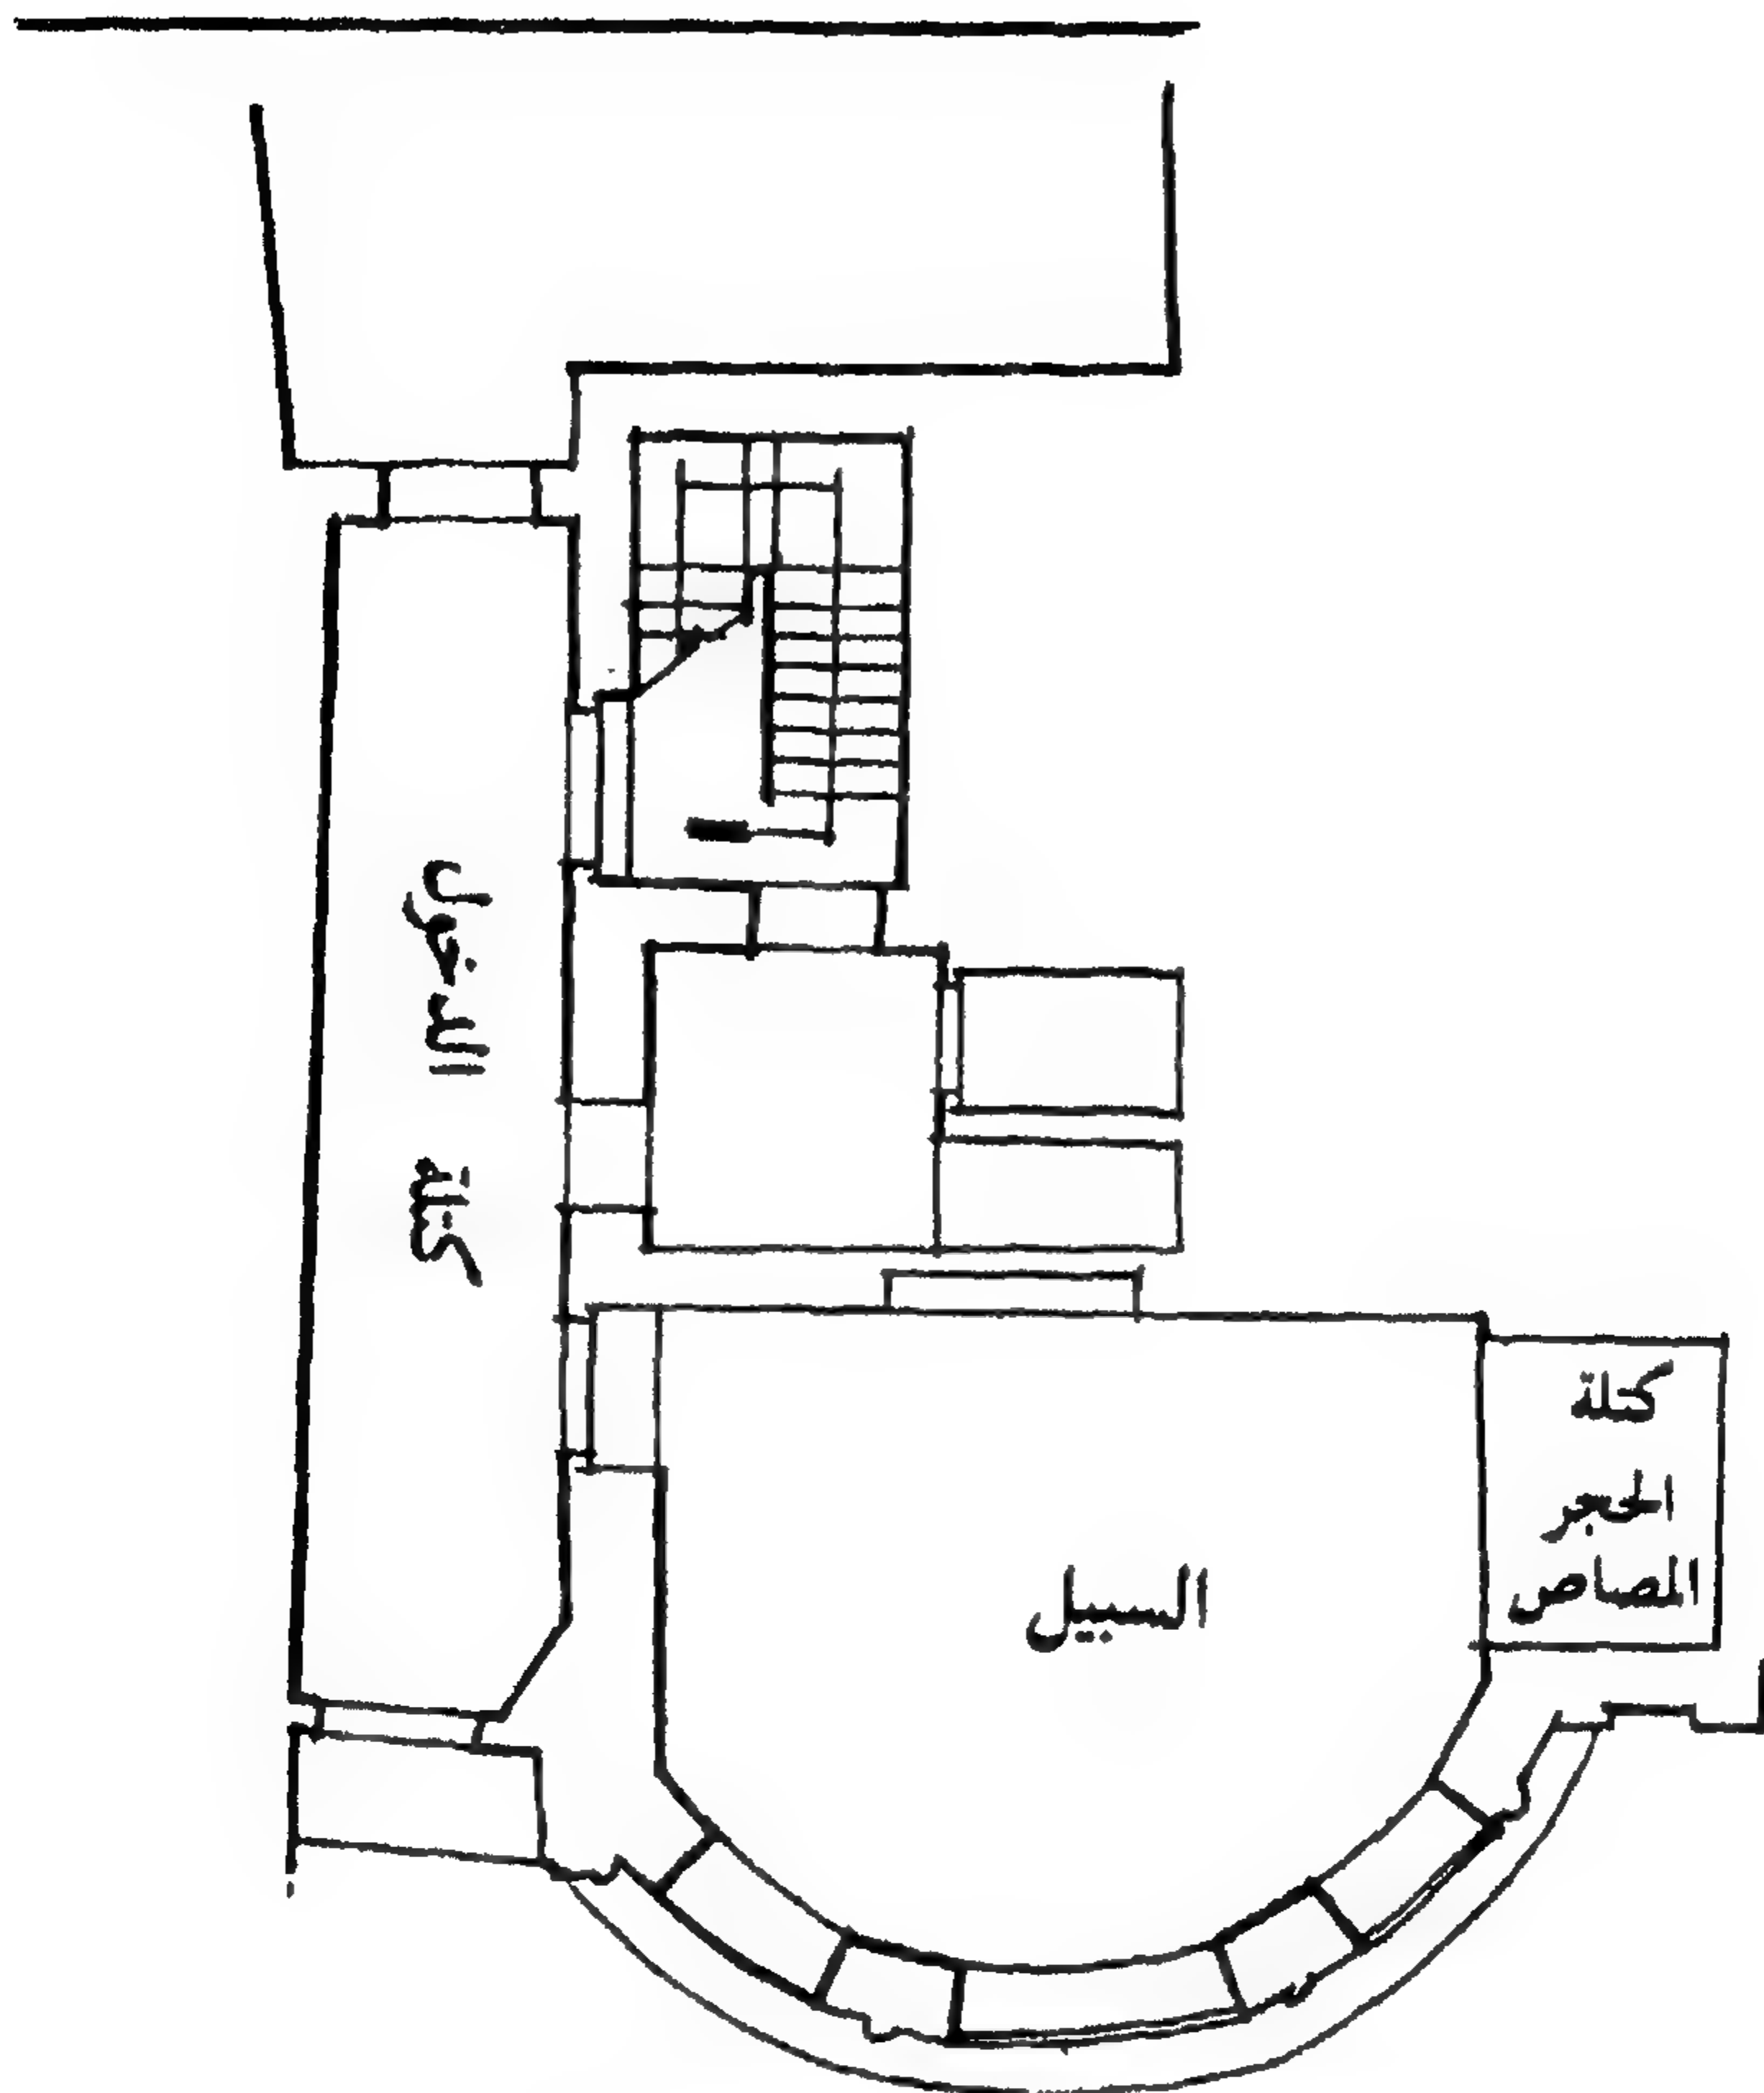 كتلة الدخول
كتلة
الحجر
المصاص
السبيل